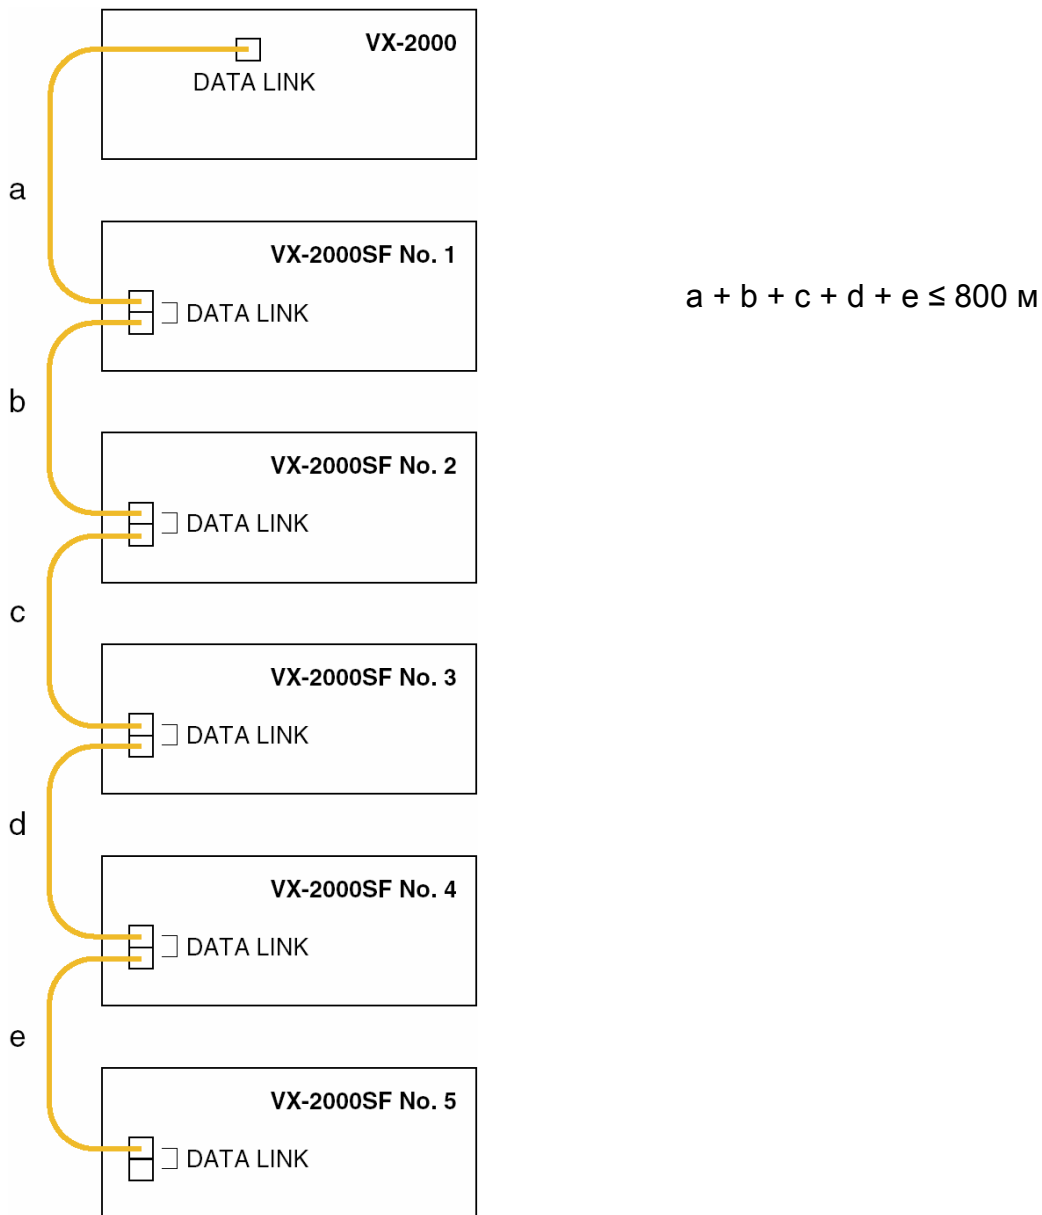 VX-2000
DATA LINK
a
VX-2000SF No. 1
a + b + c + d + e ≤ 800 м
DATA LINK
b
VX-2000SF No. 2
DATA LINK
c
VX-2000SF No. 3
DATA LINK
d
VX-2000SF No. 4
DATA LINK
e
VX-2000SF No. 5
DATA LINK